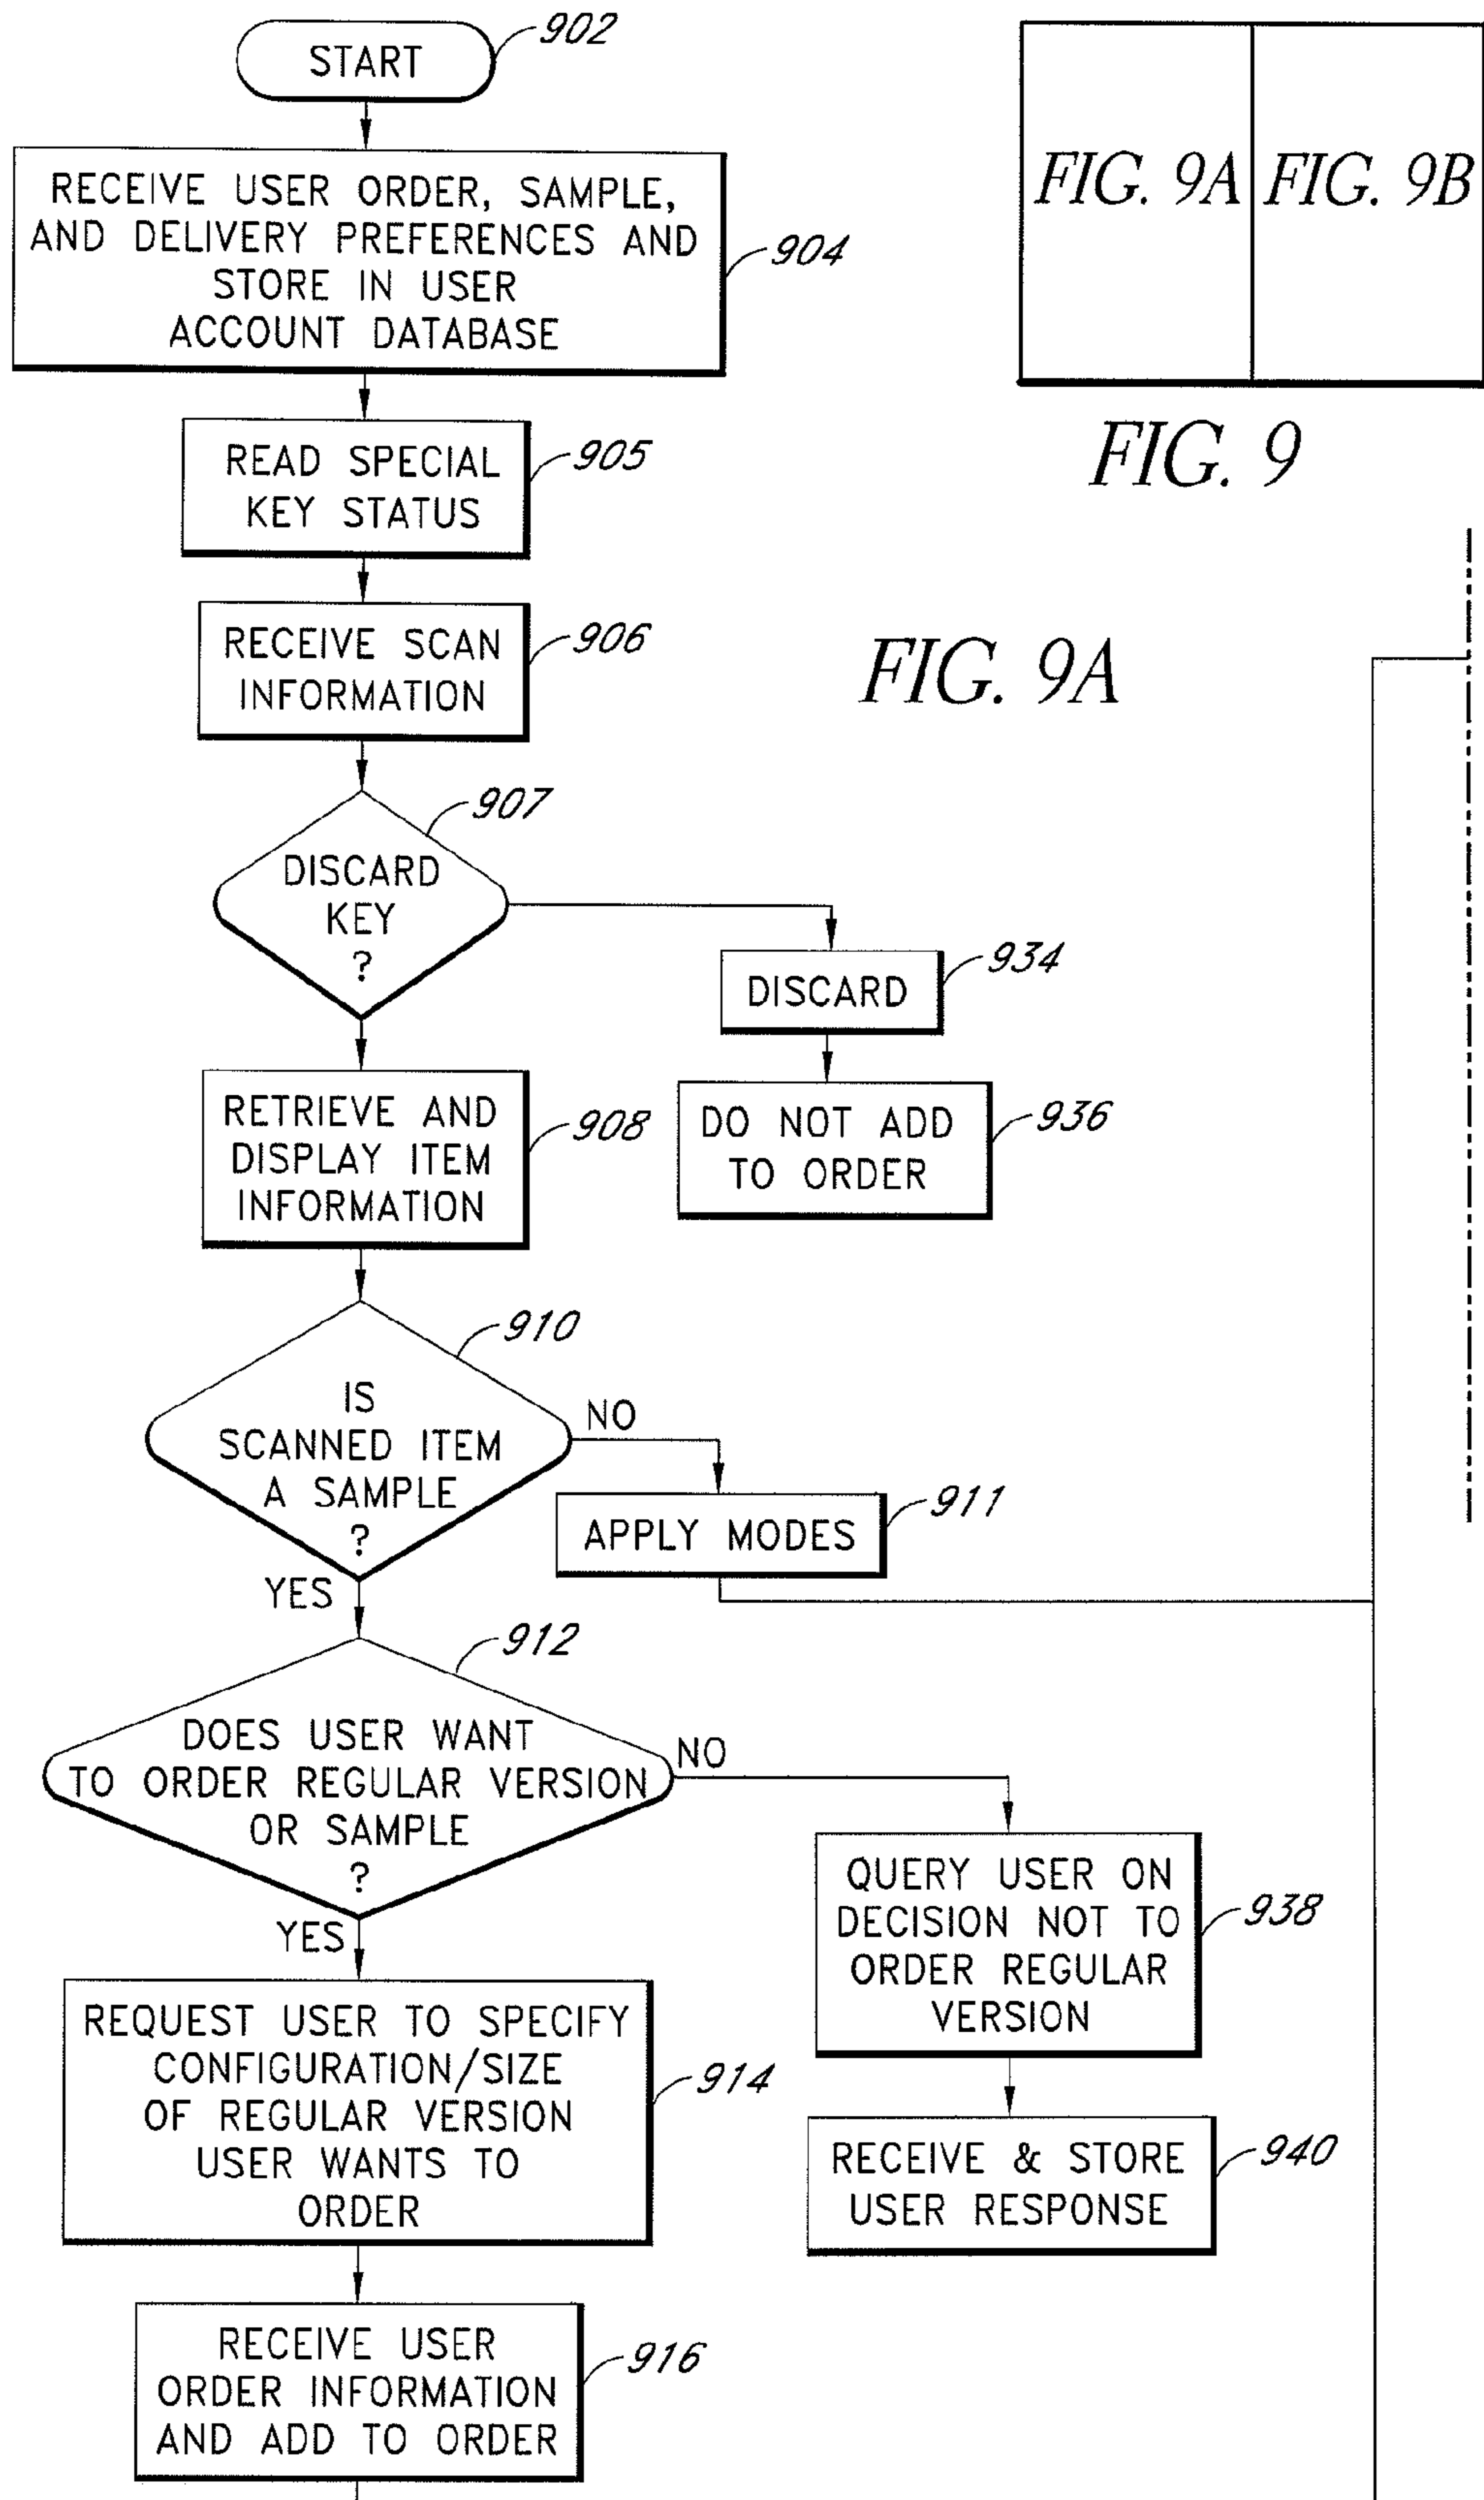 START
902
RECEIVE USER ORDER, SAMPLE,
AND DELIVERY PREFERENCES AND
STORE IN USER
ACCOUNT DATABASE
904
FIG. 9A
FIG. 9B
FIG. 9
READ SPECIAL
KEY STATUS
905
RECEIVE SCAN
INFORMATION
906
FIG. 9A
DISCARD
KEY
?
907
DISCARD
934
DO NOT ADD
TO ORDER
936
RETRIEVE AND
DISPLAY ITEM
INFORMATION
908
IS
SCANNED ITEM
A SAMPLE
?
910
NO
APPLY MODES
911
YES
DOES USER WANT
TO ORDER REGULAR VERSION
OR SAMPLE
?
912
NO
QUERY USER ON
DECISION NOT TO
ORDER REGULAR
VERSION
938
RECEIVE & STORE
USER RESPONSE
940
YES
REQUEST USER TO SPECIFY
CONFIGURATION/SIZE
OF REGULAR VERSION
USER WANTS TO
ORDER
914
RECEIVE USER
ORDER INFORMATION
AND ADD TO ORDER
916